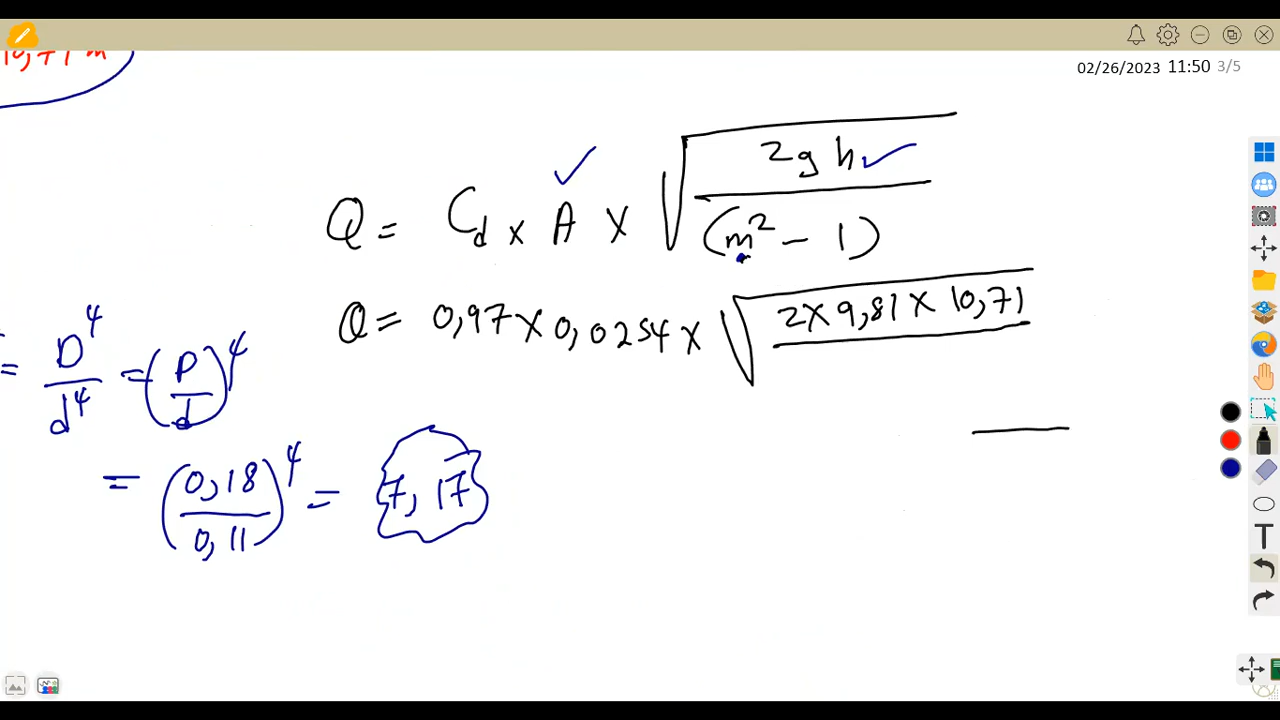 02/26/2023 11:50 3/5
Q = Cd × A × √(2gh / (m² - 1))
Q = 0,97 × 0,0254 × √(2 × 9,81 × 10,71
= D⁴ / d⁴ = (D/d)⁴
= (0,18 / 0,11)⁴ = 7,17